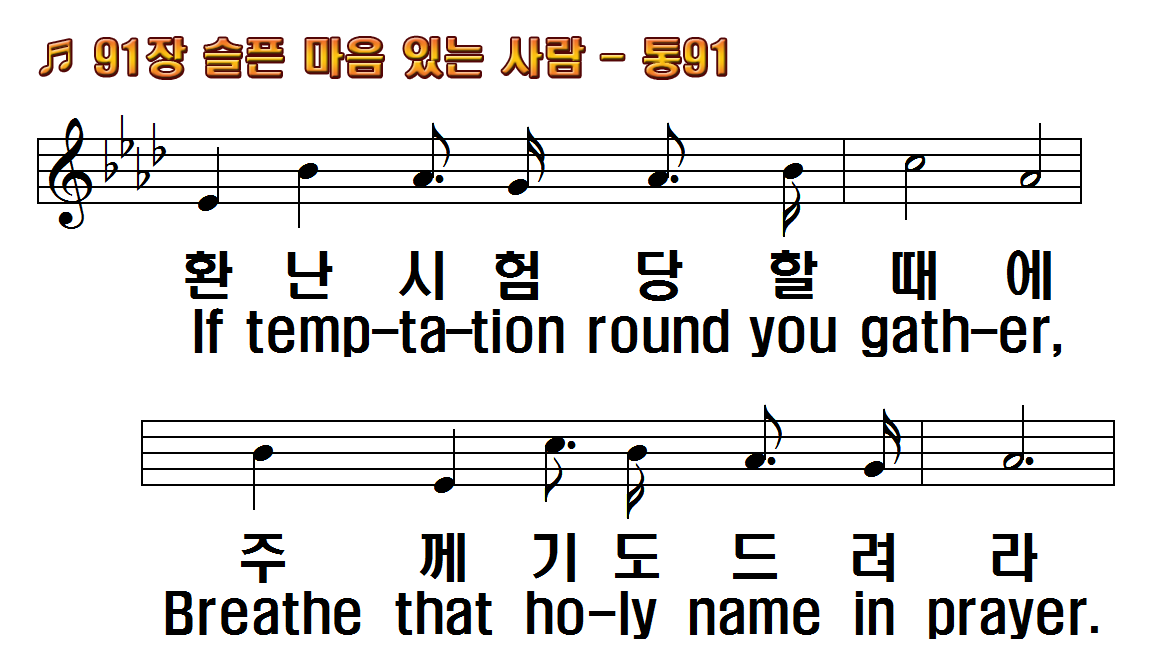 ♬ 91장 슬픈 마음 있는 사람 - 통91
환 난 시 험 당 할 때 에
If temp-ta-tion round you gath-er,
주 께 기 도 드 려 라
Breathe that ho-ly name in prayer.